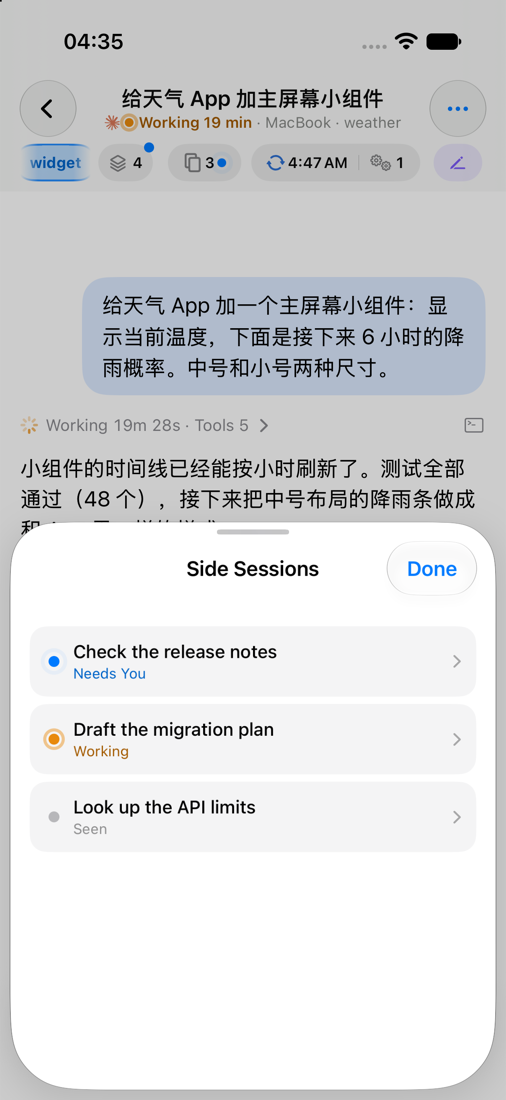 04:35
给天气 App 加主屏幕小组件
Working 19 min · MacBook · weather
widget
4
3
4:47 AM
1
给天气 App 加一个主屏幕小组件：显
示当前温度，下面是接下来 6 小时的降
雨概率。中号和小号两种尺寸。
Working 19m 28s · Tools 5
小组件的时间线已经能按小时刷新了。测试全部
通过（48 个），接下来把中号布局的降雨条做成
Side Sessions
Done
Check the release notes
Needs You
Draft the migration plan
Working
Look up the API limits
Seen